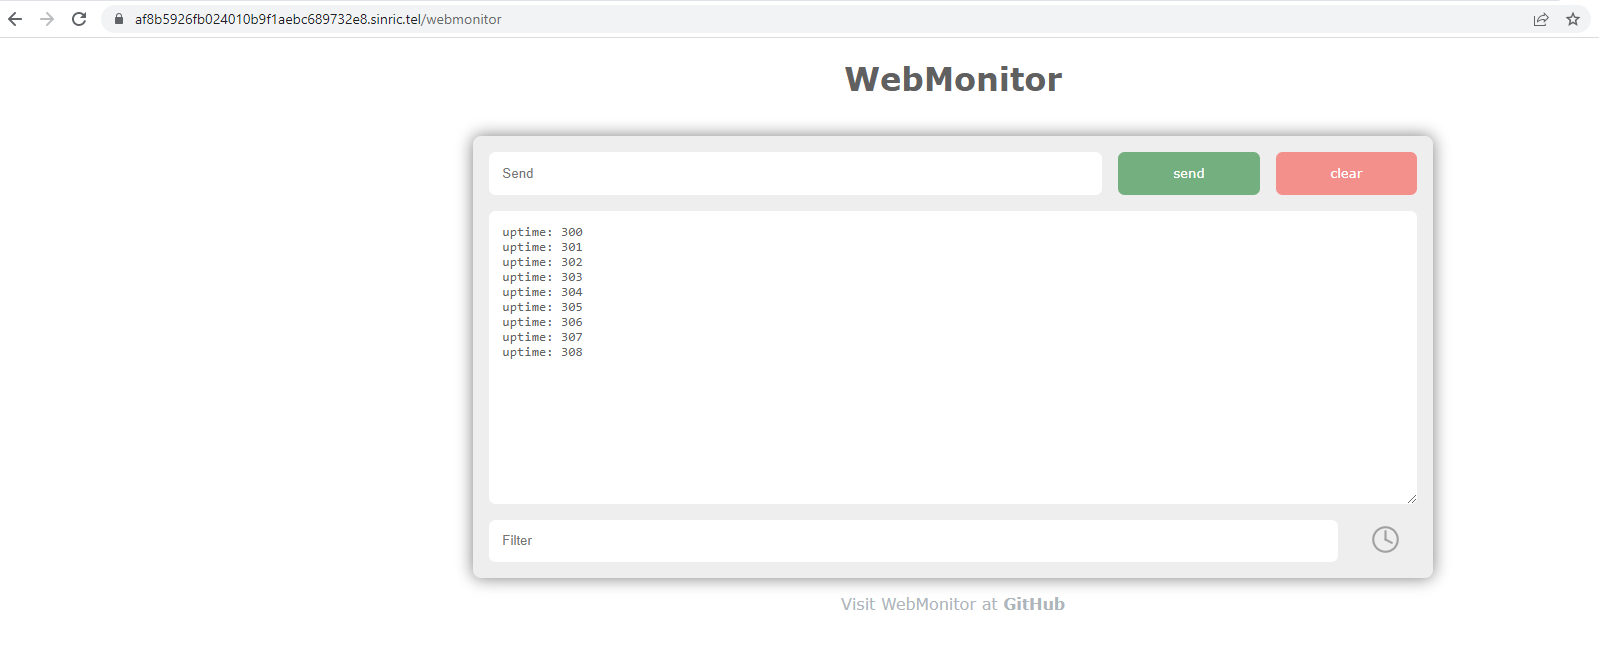 af8b5926fb024010b9f1aebc689732e8.sinric.tel/webmonitor
WebMonitor
Send
send
clear
uptime: 300
uptime: 301
uptime: 302
uptime: 303
uptime: 304
uptime: 305
uptime: 306
uptime: 307
uptime: 308
Filter
Visit WebMonitor at GitHub